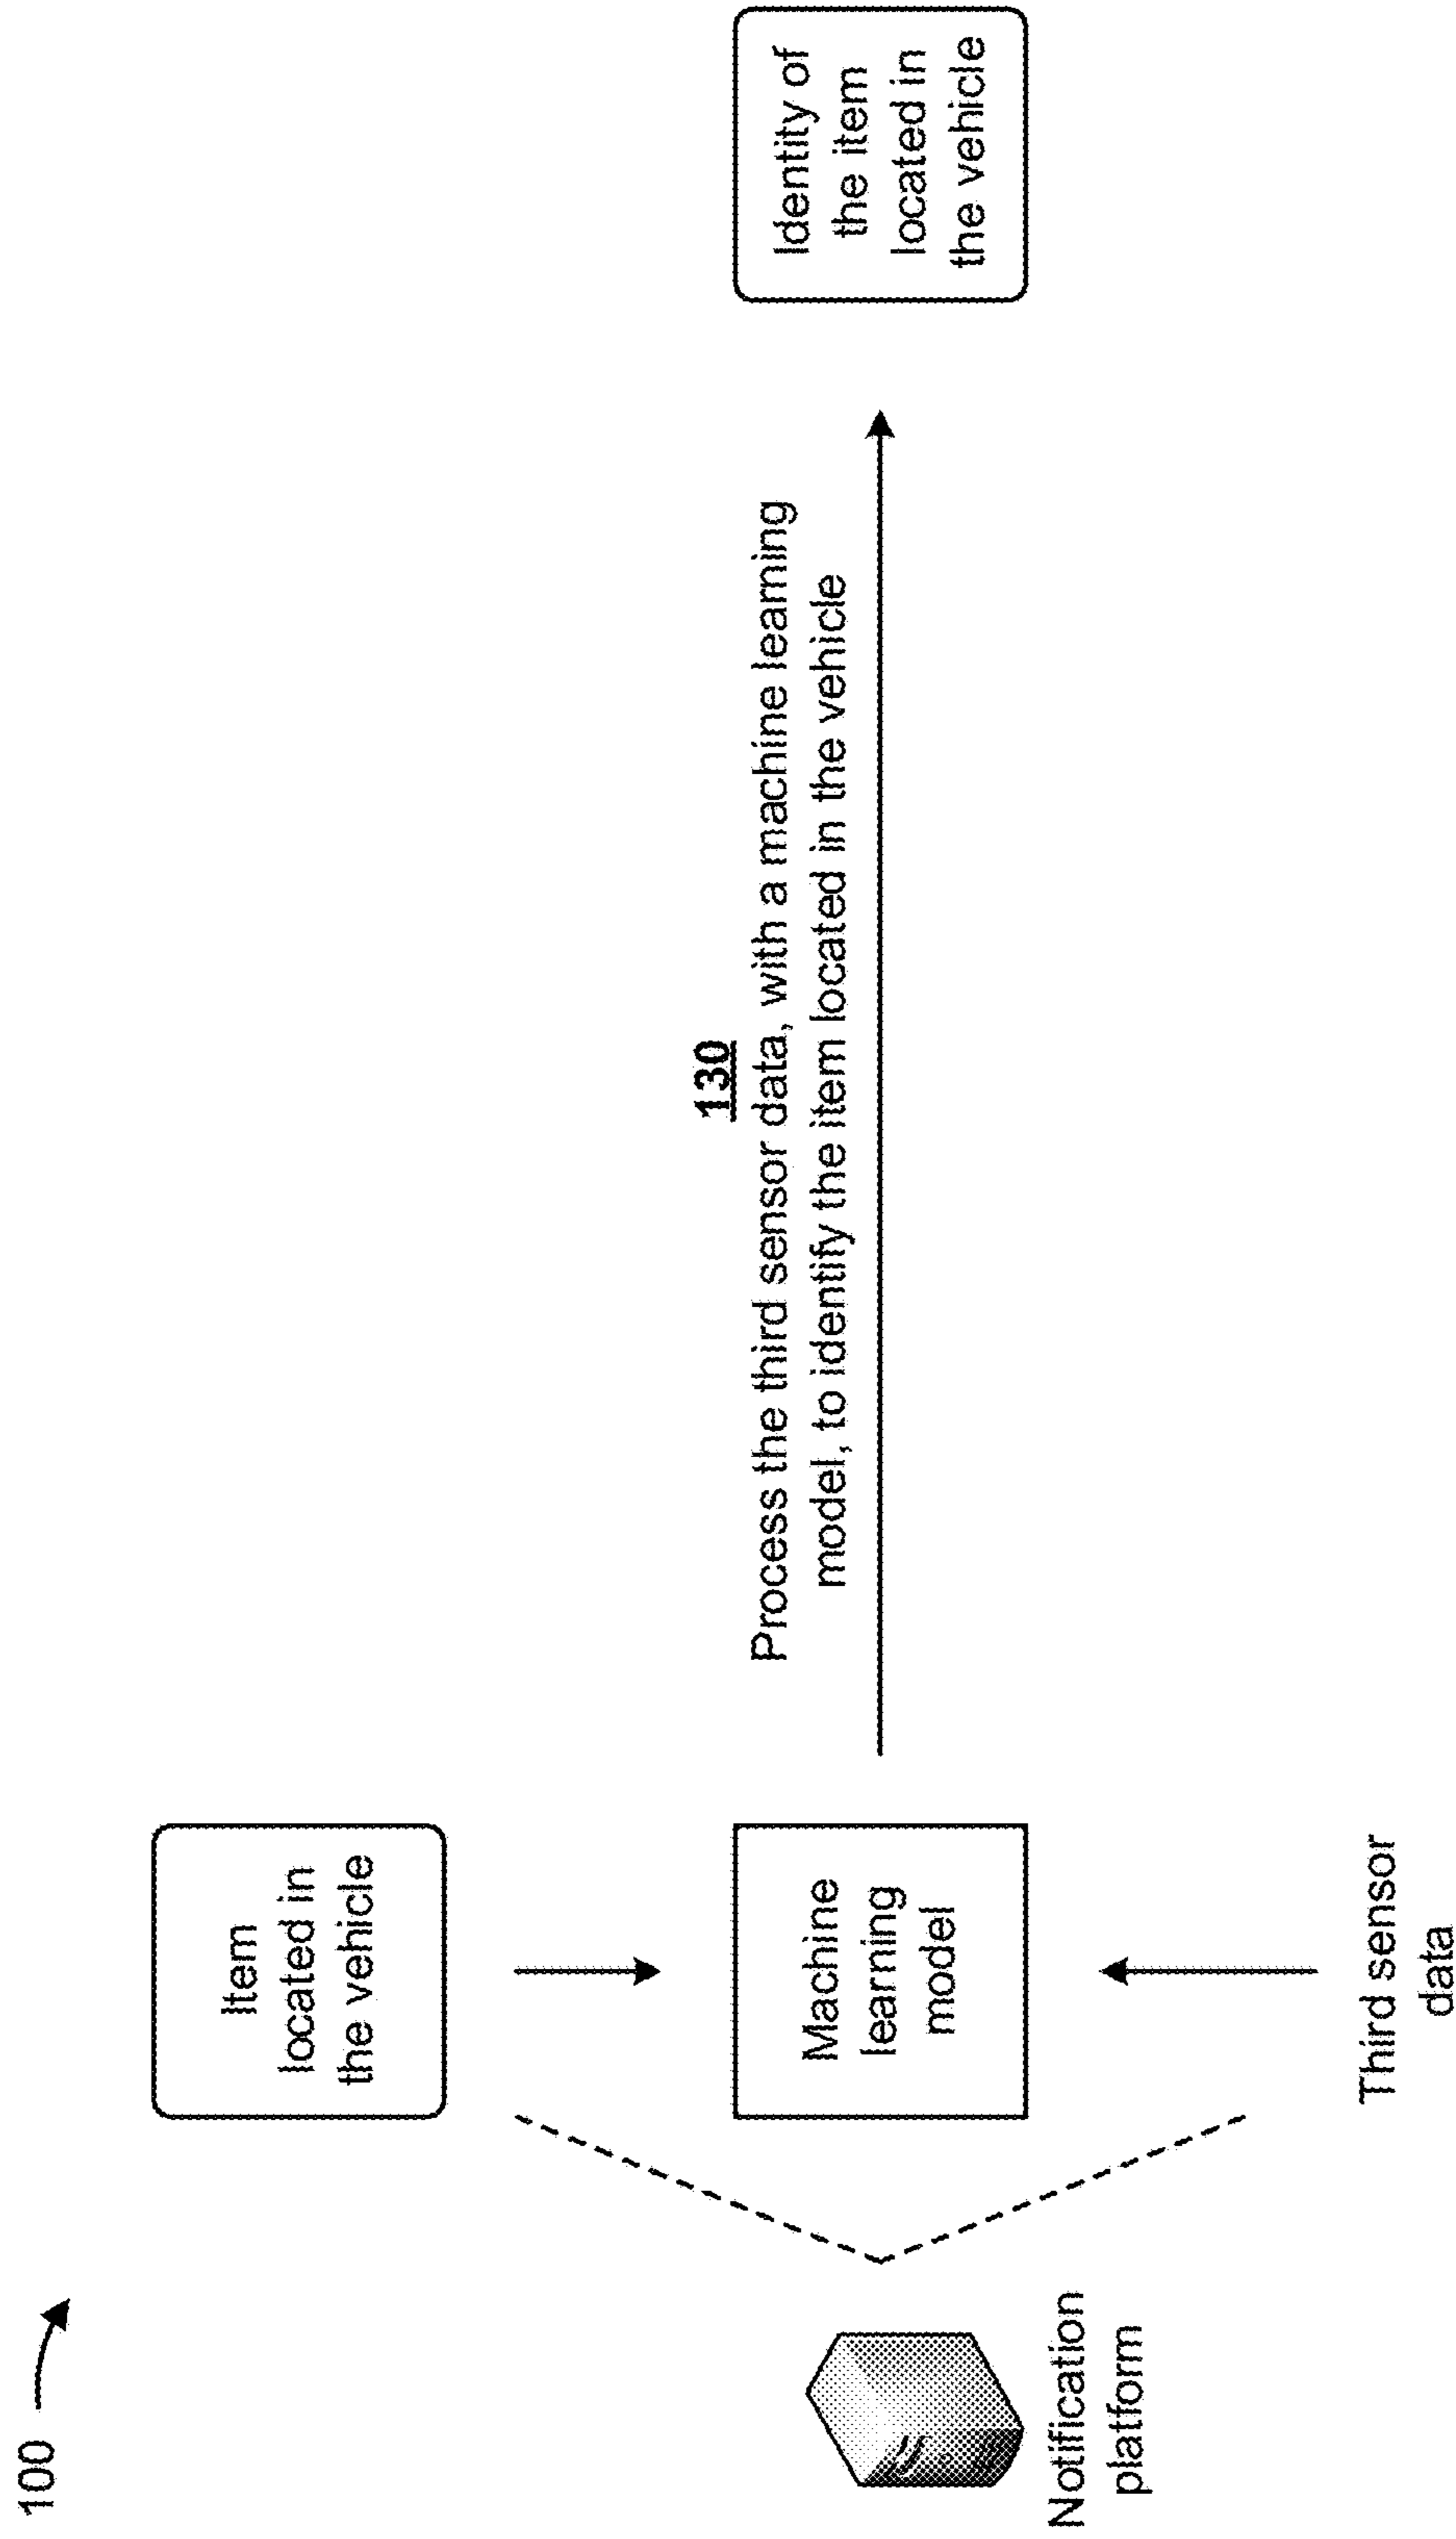 100
Item
located in
the vehicle
Notification
platform
Machine
learning
model
Third sensor
data
130
Process the third sensor data, with a machine learning
model, to identify the item located in the vehicle
Identity of
the item
located in
the vehicle